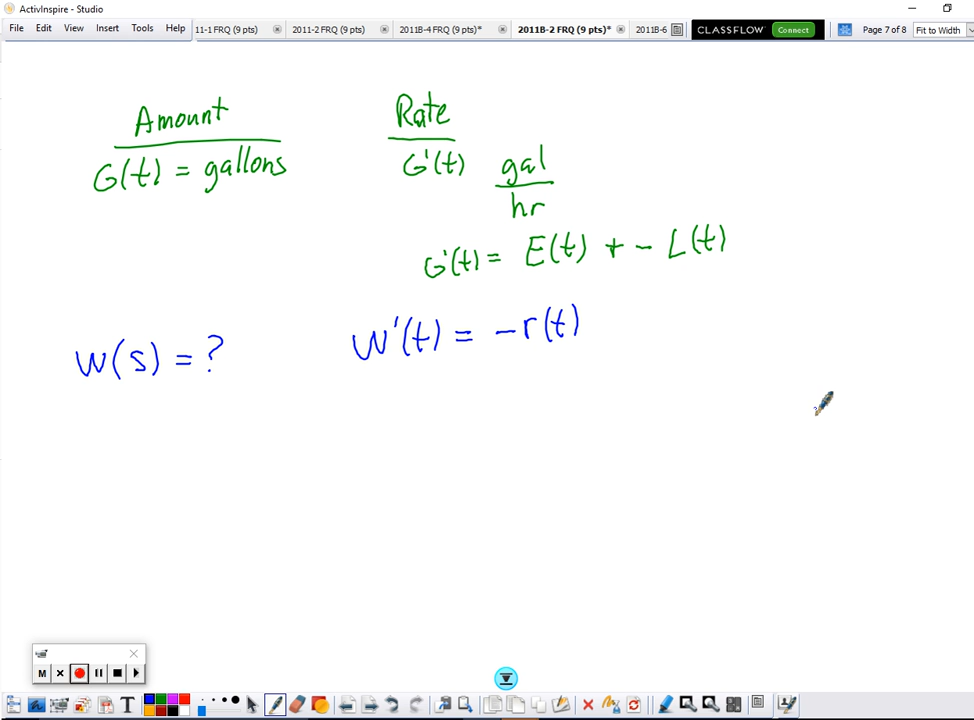 ActivInspire - Studio
File Edit View Insert Tools Help 11-1 FRQ (9 pts) 2011-2 FRQ (9 pts) 2011B-4 FRQ (9 pts)* 2011B-2 FRQ (9 pts)* 2011B-6 CLASSFLOW Connect Page 7 of 8 Fit to Width
Amount Rate
G(t) = gallons G'(t) gal/hr
G'(t) = E(t) + - L(t)
W(s) = ? W'(t) = -r(t)
M
T